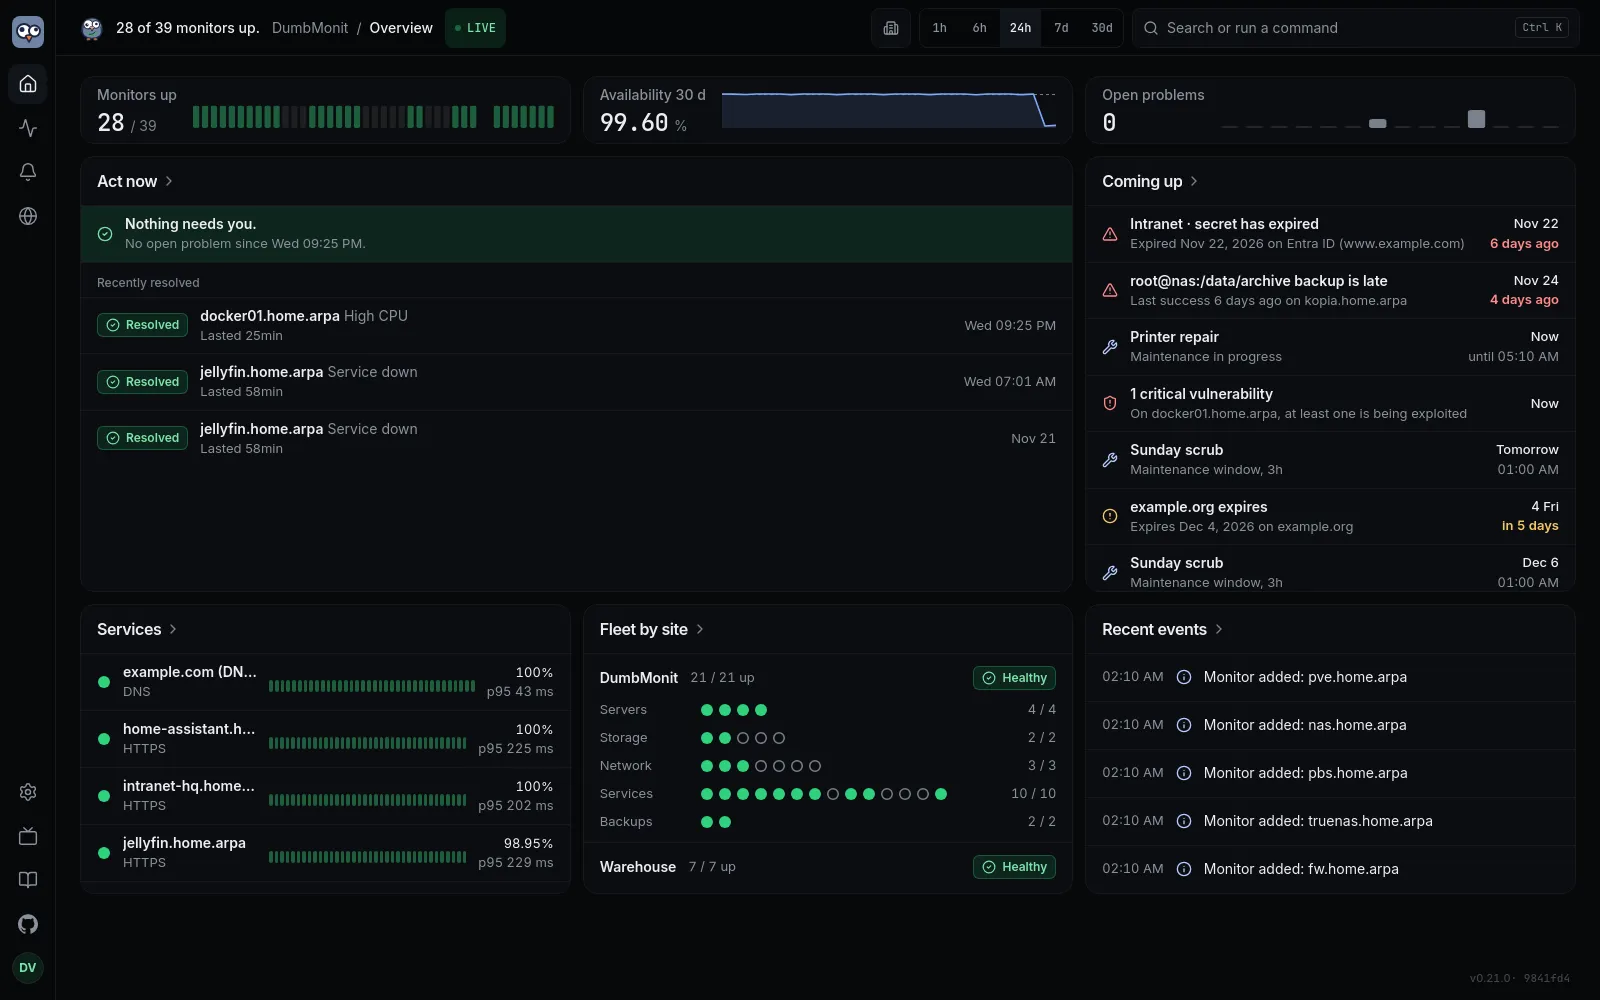 28 of 39 monitors up. DumbMonit / Overview LIVE
1h 6h 24h 7d 30d
Search or run a command Ctrl K
Monitors up
28 / 39
Availability 30 d
99.60 %
Open problems
0
Act now
Nothing needs you.
No open problem since Wed 09:25 PM.
Recently resolved
Resolved docker01.home.arpa High CPU
Lasted 25min
Wed 09:25 PM
Resolved jellyfin.home.arpa Service down
Lasted 58min
Wed 07:01 AM
Resolved jellyfin.home.arpa Service down
Lasted 58min
Nov 21
Coming up
Intranet · secret has expired Nov 22
Expired Nov 22, 2026 on Entra ID (www.example.com) 6 days ago
root@nas:/data/archive backup is late Nov 24
Last success 6 days ago on kopia.home.arpa 4 days ago
Printer repair Now
Maintenance in progress until 05:10 AM
1 critical vulnerability
On docker01.home.arpa, at least one is being exploited
Now
Sunday scrub Tomorrow
Maintenance window, 3h 01:00 AM
example.org expires 4 Fri
Expires Dec 4, 2026 on example.org in 5 days
Sunday scrub Dec 6
Maintenance window, 3h 01:00 AM
Services
example.com (DN... 100%
DNS p95 43 ms
home-assistant.h... 100%
HTTPS p95 225 ms
intranet-hq.home... 100%
HTTPS p95 202 ms
jellyfin.home.arpa 98.95%
HTTPS p95 229 ms
Fleet by site
DumbMonit 21 / 21 up Healthy
Servers 4 / 4
Storage 2 / 2
Network 3 / 3
Services 10 / 10
Backups 2 / 2
Warehouse 7 / 7 up Healthy
Recent events
02:10 AM Monitor added: pve.home.arpa
02:10 AM Monitor added: nas.home.arpa
02:10 AM Monitor added: pbs.home.arpa
02:10 AM Monitor added: truenas.home.arpa
02:10 AM Monitor added: fw.home.arpa
DV
v0.21.0 · 9841fd4